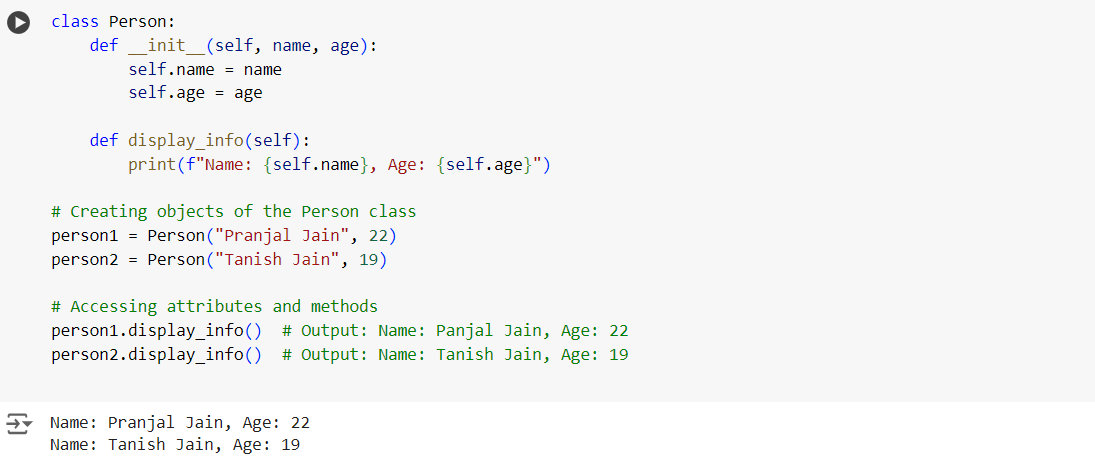 class Person:
    def __init__(self, name, age):
        self.name = name
        self.age = age

    def display_info(self):
        print(f"Name: {self.name}, Age: {self.age}")

# Creating objects of the Person class
person1 = Person("Pranjal Jain", 22)
person2 = Person("Tanish Jain", 19)

# Accessing attributes and methods
person1.display_info()  # Output: Name: Panjal Jain, Age: 22
person2.display_info()  # Output: Name: Tanish Jain, Age: 19

Name: Pranjal Jain, Age: 22
Name: Tanish Jain, Age: 19